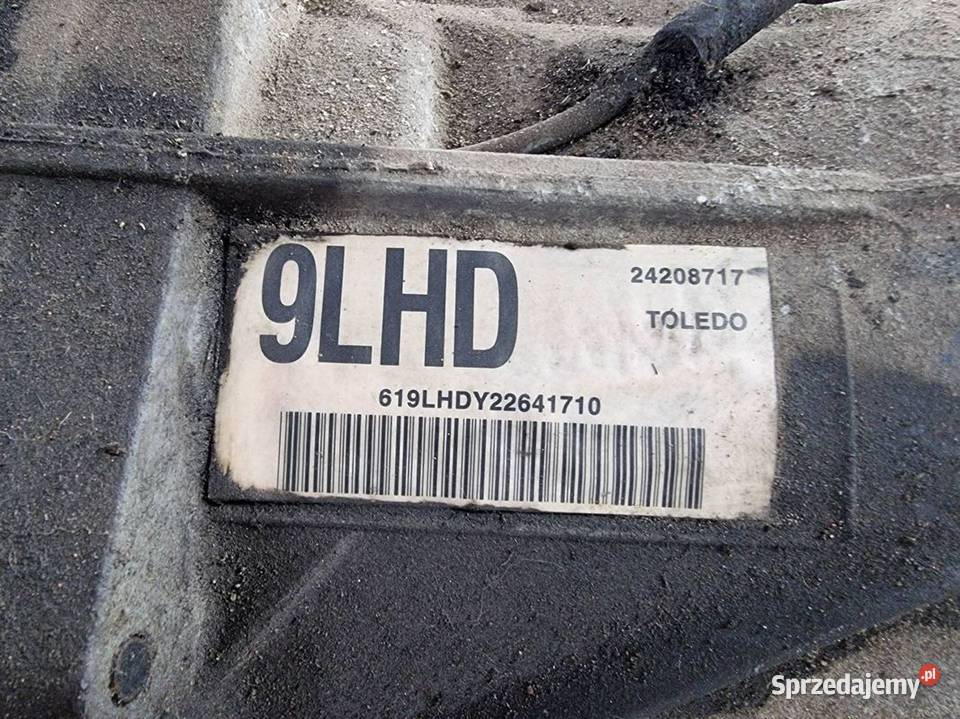 9LHD
24208717
TOLEDO
619LHDY22641710
Sprzedajemy.pl